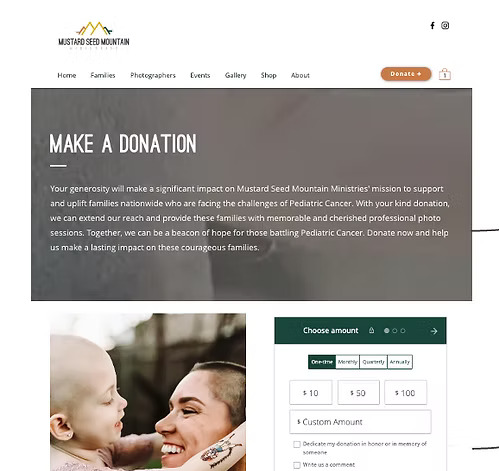 MUSTARD SEED MOUNTAIN
MINISTRIES
Home Families Photographers Events Gallery Shop About
Donate →
MAKE A DONATION
Your generosity will make a significant impact on Mustard Seed Mountain Ministries' mission to support
and uplift families nationwide who are facing the challenges of Pediatric Cancer. With your kind donation,
we can extend our reach and provide these families with memorable and cherished professional photo
sessions. Together, we can be a beacon of hope for those battling Pediatric Cancer. Donate now and help
us make a lasting impact on these courageous families.
Choose amount
One-time Monthly Quarterly Annually
$ 10 $ 50 $ 100
$ Custom Amount
Dedicate my donation in honor or in memory of
someone
Write us a comment